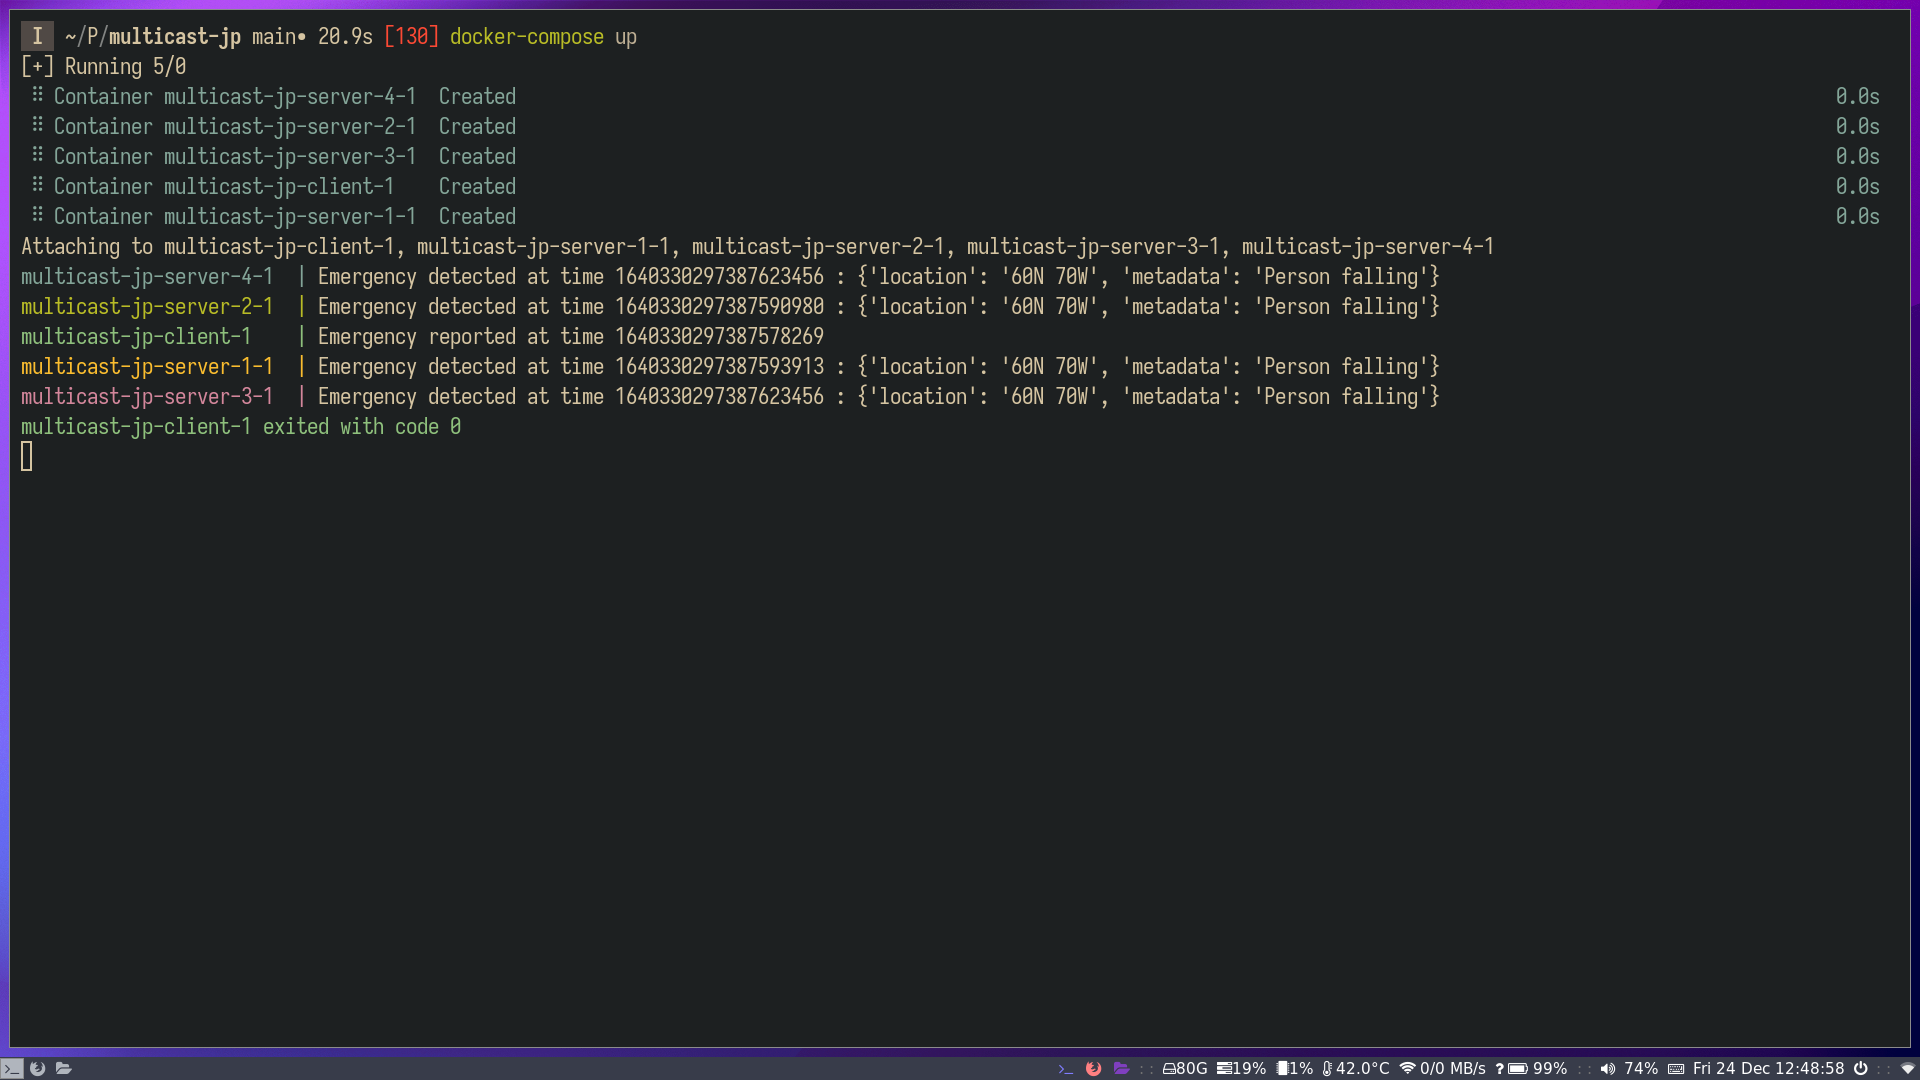 I ~/P/multicast-jp main• 20.9s [130] docker-compose up
[+] Running 5/0
⠿ Container multicast-jp-server-4-1  Created 0.0s
⠿ Container multicast-jp-server-2-1  Created 0.0s
⠿ Container multicast-jp-server-3-1  Created 0.0s
⠿ Container multicast-jp-client-1    Created 0.0s
⠿ Container multicast-jp-server-1-1  Created 0.0s
Attaching to multicast-jp-client-1, multicast-jp-server-1-1, multicast-jp-server-2-1, multicast-jp-server-3-1, multicast-jp-server-4-1
multicast-jp-server-4-1  | Emergency detected at time 1640330297387623456 : {'location': '60N 70W', 'metadata': 'Person falling'}
multicast-jp-server-2-1  | Emergency detected at time 1640330297387590980 : {'location': '60N 70W', 'metadata': 'Person falling'}
multicast-jp-client-1    | Emergency reported at time 1640330297387578269
multicast-jp-server-1-1  | Emergency detected at time 1640330297387593913 : {'location': '60N 70W', 'metadata': 'Person falling'}
multicast-jp-server-3-1  | Emergency detected at time 1640330297387623456 : {'location': '60N 70W', 'metadata': 'Person falling'}
multicast-jp-client-1 exited with code 0
>_ >_ :: 80G 19% 1% 42.0°C 0/0 MB/s ? 99% :: 74% Fri 24 Dec 12:48:58 ::